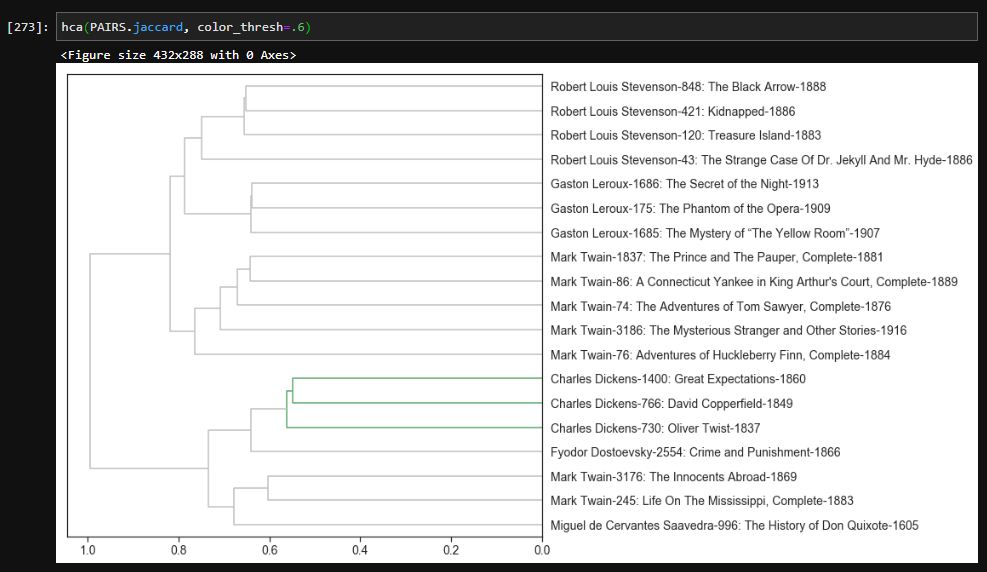 [273]: hca(PAIRS.jaccard, color_thresh=.6)
<Figure size 432x288 with 0 Axes>
Robert Louis Stevenson-848: The Black Arrow-1888
Robert Louis Stevenson-421: Kidnapped-1886
Robert Louis Stevenson-120: Treasure Island-1883
Robert Louis Stevenson-43: The Strange Case Of Dr. Jekyll And Mr. Hyde-1886
Gaston Leroux-1686: The Secret of the Night-1913
Gaston Leroux-175: The Phantom of the Opera-1909
Gaston Leroux-1685: The Mystery of “The Yellow Room”-1907
Mark Twain-1837: The Prince and The Pauper, Complete-1881
Mark Twain-86: A Connecticut Yankee in King Arthur's Court, Complete-1889
Mark Twain-74: The Adventures of Tom Sawyer, Complete-1876
Mark Twain-3186: The Mysterious Stranger and Other Stories-1916
Mark Twain-76: Adventures of Huckleberry Finn, Complete-1884
Charles Dickens-1400: Great Expectations-1860
Charles Dickens-766: David Copperfield-1849
Charles Dickens-730: Oliver Twist-1837
Fyodor Dostoevsky-2554: Crime and Punishment-1866
Mark Twain-3176: The Innocents Abroad-1869
Mark Twain-245: Life On The Mississippi, Complete-1883
Miguel de Cervantes Saavedra-996: The History of Don Quixote-1605
1.0 0.8 0.6 0.4 0.2 0.0